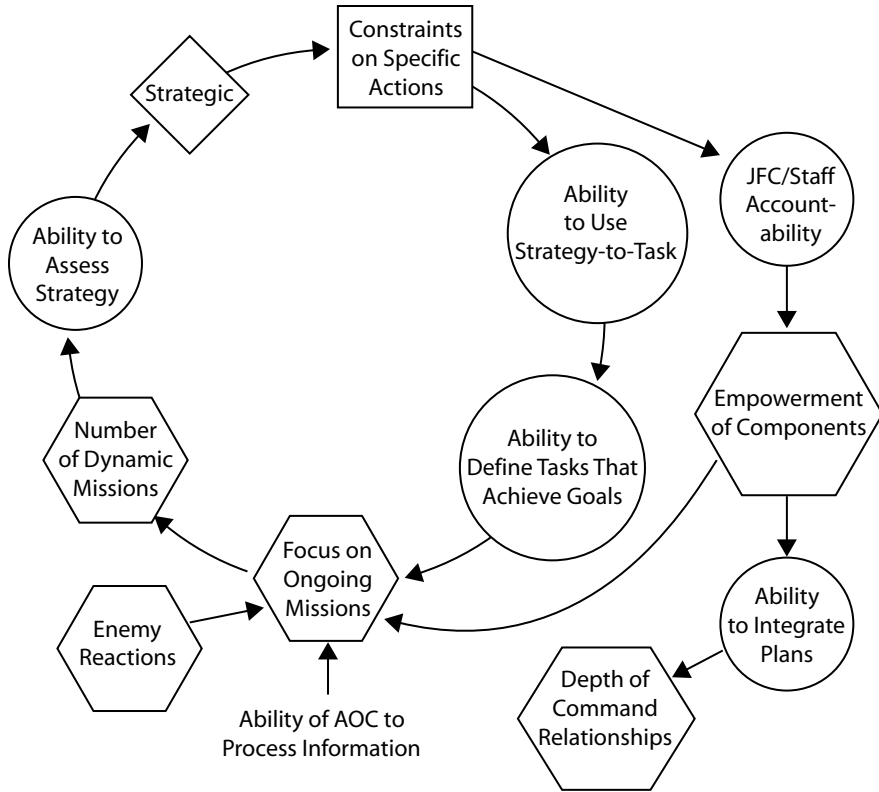 Constraints
on Specific
Actions
Strategic
JFC/Staff
Account-
ability
Ability
to Use
Strategy-to-Task
Ability to
Assess
Strategy
Empowerment
of Components
Number
of Dynamic
Missions
Ability to
Define Tasks That
Achieve Goals
Focus on
Ongoing
Missions
Enemy
Reactions
Ability
to Integrate
Plans
Depth of
Command
Relationships
Ability of AOC to
Process Information